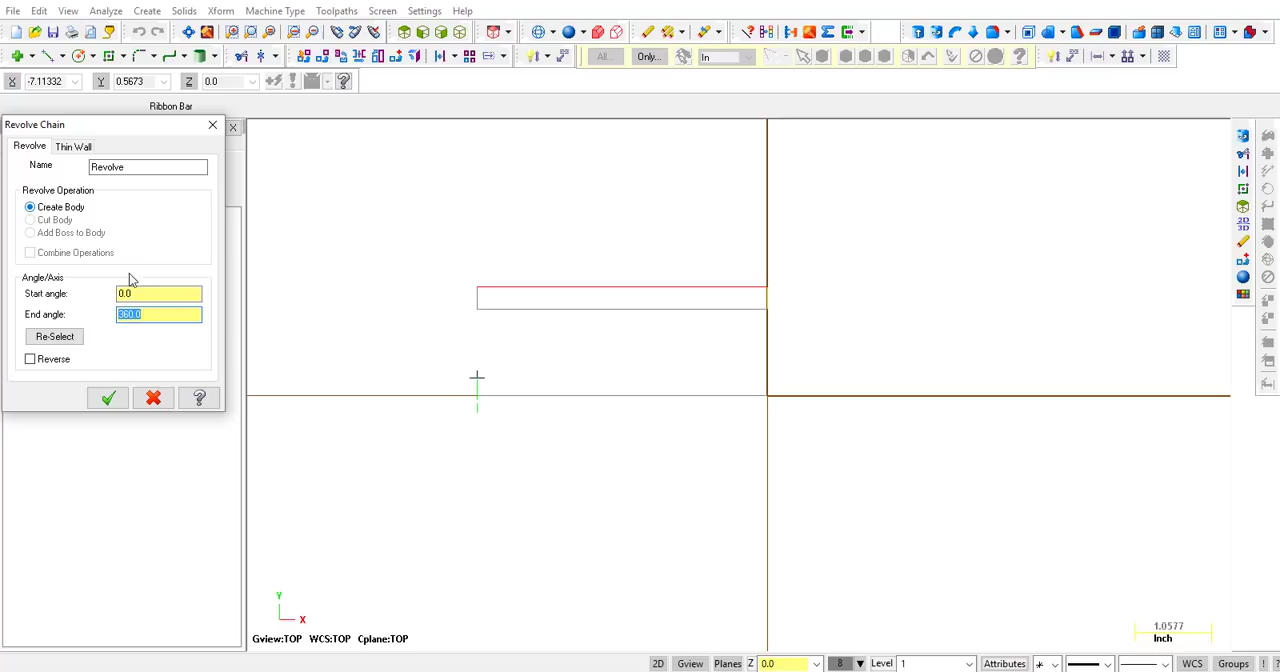 File Edit View Analyze Create Solids Xform Machine Type Toolpaths Screen Settings Help
All... Only... In
X -7.11332 Y 0.5673 Z 0.0
Ribbon Bar
Revolve Chain
Revolve Thin Wall
Name Revolve
Revolve Operation
Create Body
Cut Body
Add Boss to Body
Combine Operations
Angle/Axis
Start angle: 0.0
End angle: 360.0
Re-Select
Reverse
2D
3D
Y
X
Gview:TOP WCS:TOP Cplane:TOP
1.0577
Inch
2D Gview Planes Z 0.0 8 Level 1 Attributes WCS Groups ! ?